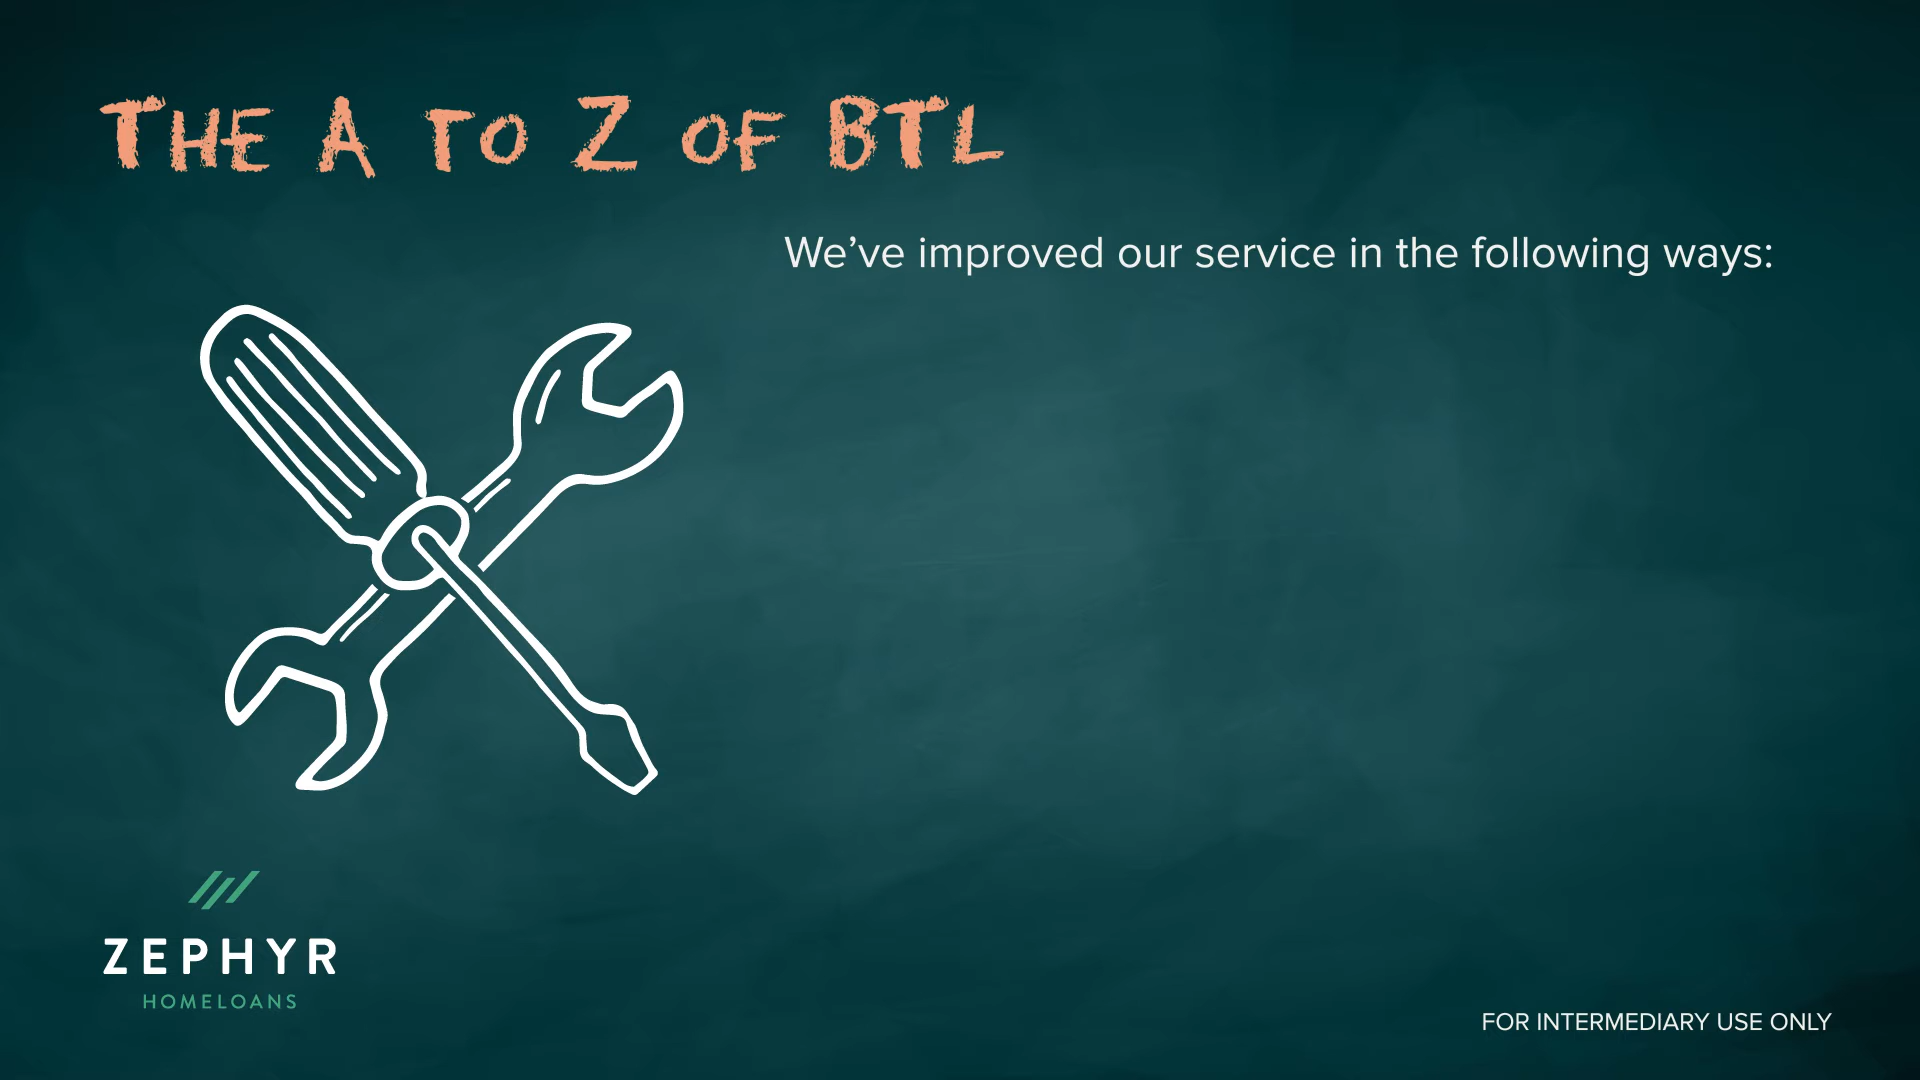 THE A TO Z OF BTL
We’ve improved our service in the following ways:
ZEPHYR
HOMELOANS
FOR INTERMEDIARY USE ONLY